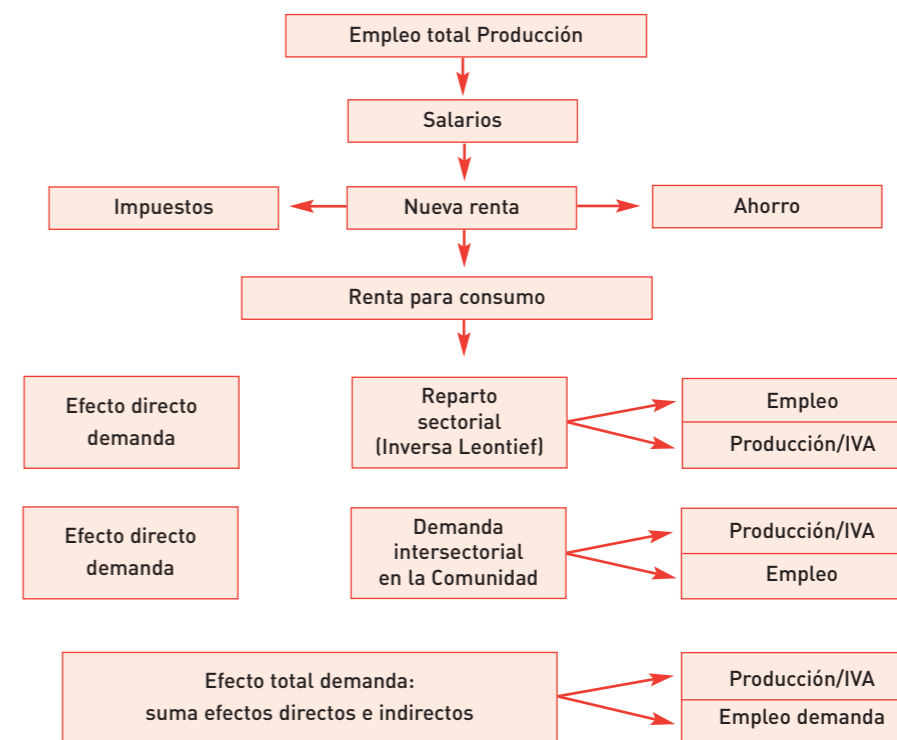 Empleo total Producción
Salarios
Impuestos
Nueva renta
Ahorro
Renta para consumo
Efecto directo
demanda
Reparto
sectorial
(Inversa Leontief)
Empleo
Producción/IVA
Efecto directo
demanda
Demanda
intersectorial
en la Comunidad
Producción/IVA
Empleo
Efecto total demanda:
suma efectos directos e indirectos
Producción/IVA
Empleo demanda